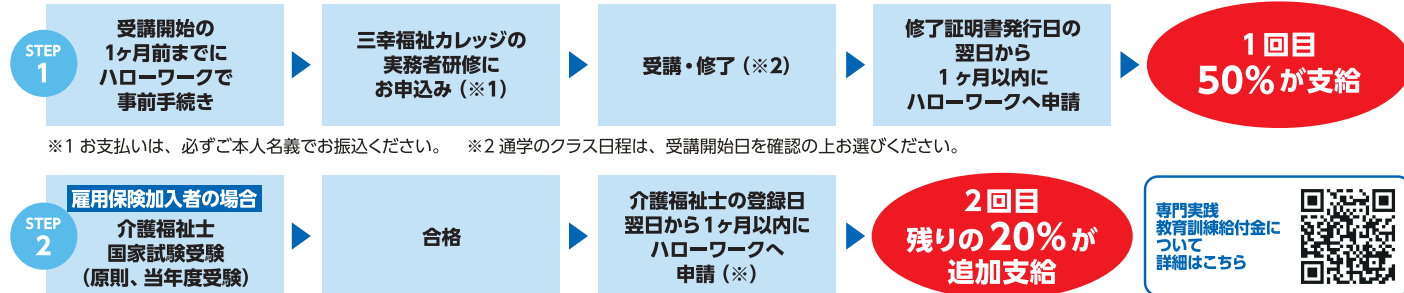 STEP
1
受講開始の
1ヶ月前までに
ハローワークで
事前手続き
三幸福祉カレッジの
実務者研修に
お申込み（※1）
受講・修了（※2）
修了証明書発行日の
翌日から
1ヶ月以内に
ハローワークへ申請
1回目
50%が支給
※1 お支払いは、必ずご本人名義でお振込ください。　※2 通学のクラス日程は、受講開始日を確認の上お選びください。
STEP
2
雇用保険加入者の場合
介護福祉士
国家試験受験
（原則、当年度受験）
合格
介護福祉士の登録日
翌日から1ヶ月以内に
ハローワークへ
申請（※）
2回目
残りの20%が
追加支給
専門実践
教育訓練給付金に
ついて
詳細はこちら